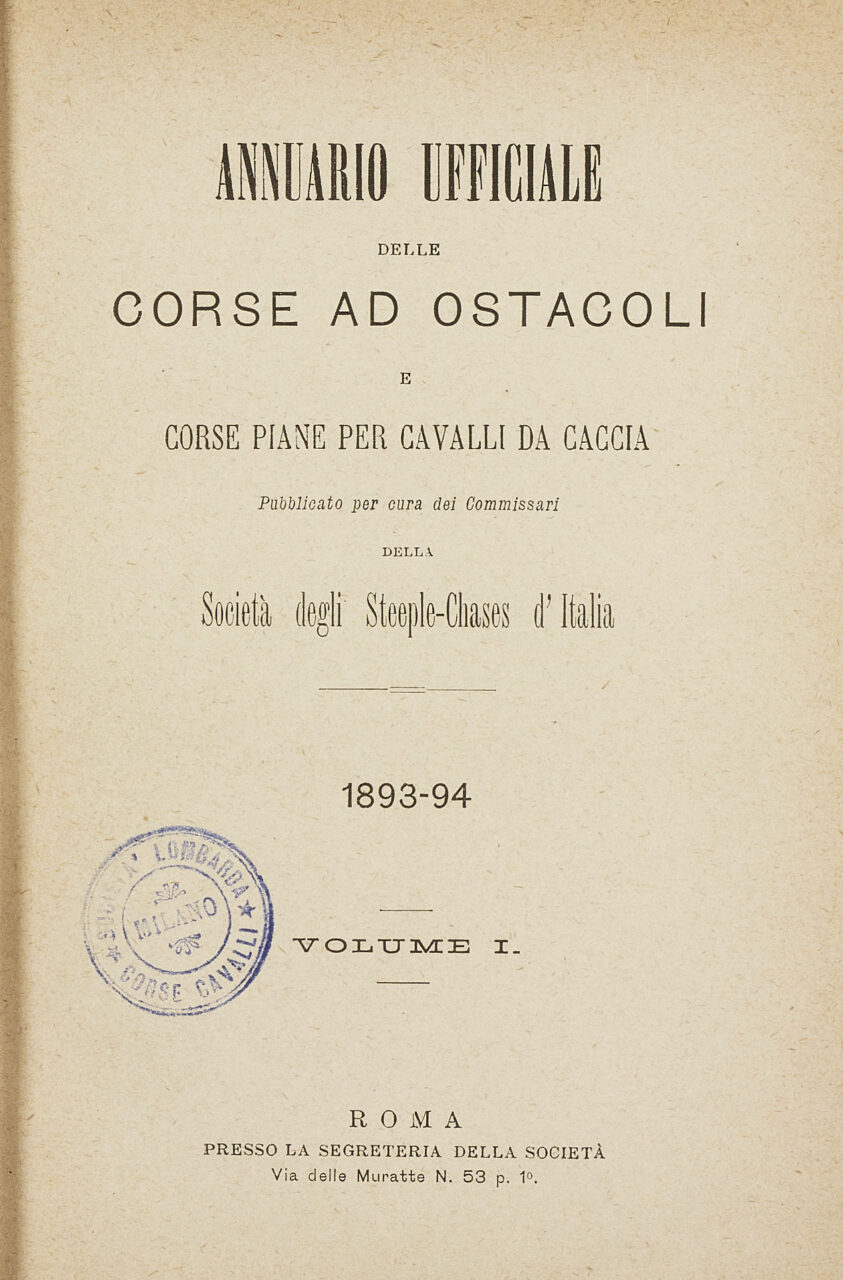 ANNUARIO UFFICIALE
DELLE
CORSE AD OSTACOLI
E
CORSE PIANE PER CAVALLI DA CACCIA
Pubblicato per cura dei Commissari
DELLA
Società degli Steeple-Chases d' Italia
1893-94
SOCIETA' LOMBARDA
MILANO
CORSE CAVALLI
VOLUME I.
ROMA
PRESSO LA SEGRETERIA DELLA SOCIETÀ
Via delle Muratte N. 53 p. 1º.